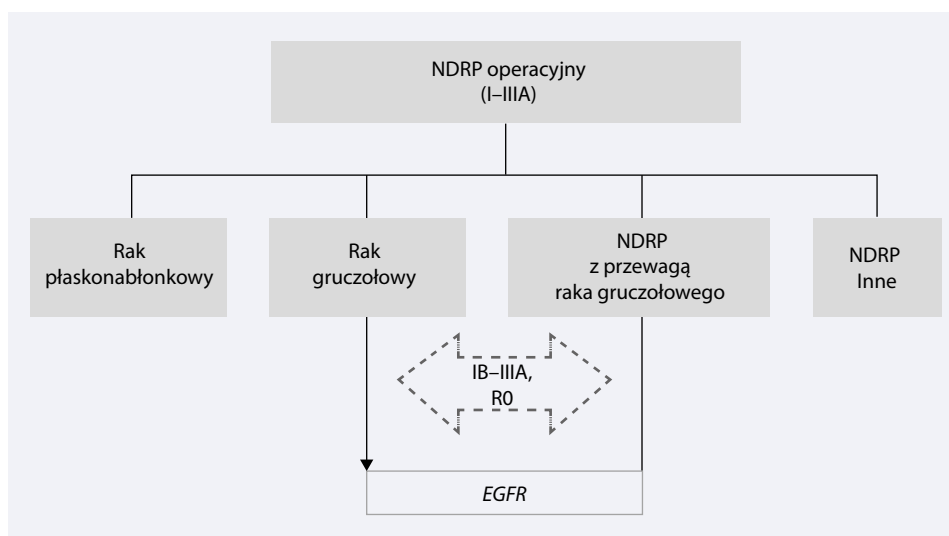 NDRP operacyjny
(I–IIIA)
Rak
płaskonabłonkowy
Rak
gruczołowy
NDRP
z przewagą
raka gruczołowego
NDRP
Inne
IB–IIIA,
R0
EGFR